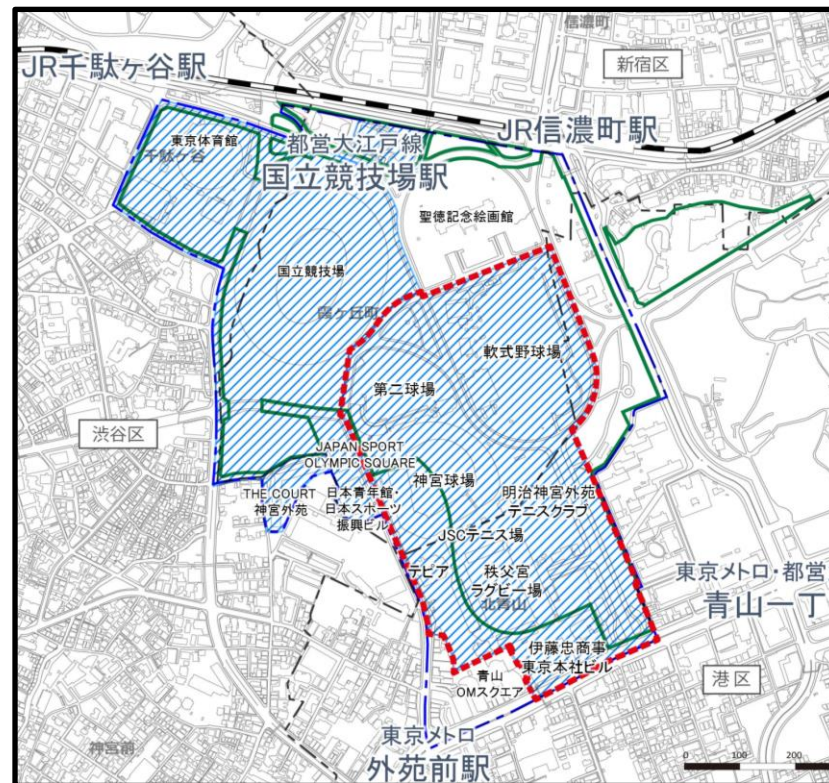 信濃町
新宿区
JR千駄ヶ谷駅
JR信濃町駅
東京体育館
千駄ヶ谷
都営大江戸線
国立競技場駅
聖徳記念絵画館
国立競技場
霞ヶ丘町
軟式野球場
第二球場
渋谷区
JAPAN SPORT
OLYMPIC SQUARE
神宮球場
THE COURT
神宮外苑
日本青年館・
日本スポーツ
振興ビル
明治神宮外苑
テニスクラブ
JSCテニス場
テピア
秩父宮
ラグビー場
北青山
東京メトロ・都営
青山一丁
伊藤忠商事
東京本社ビル
青山
OMスクエア
港区
東京メトロ
外苑前駅
神宮前
0 100 200